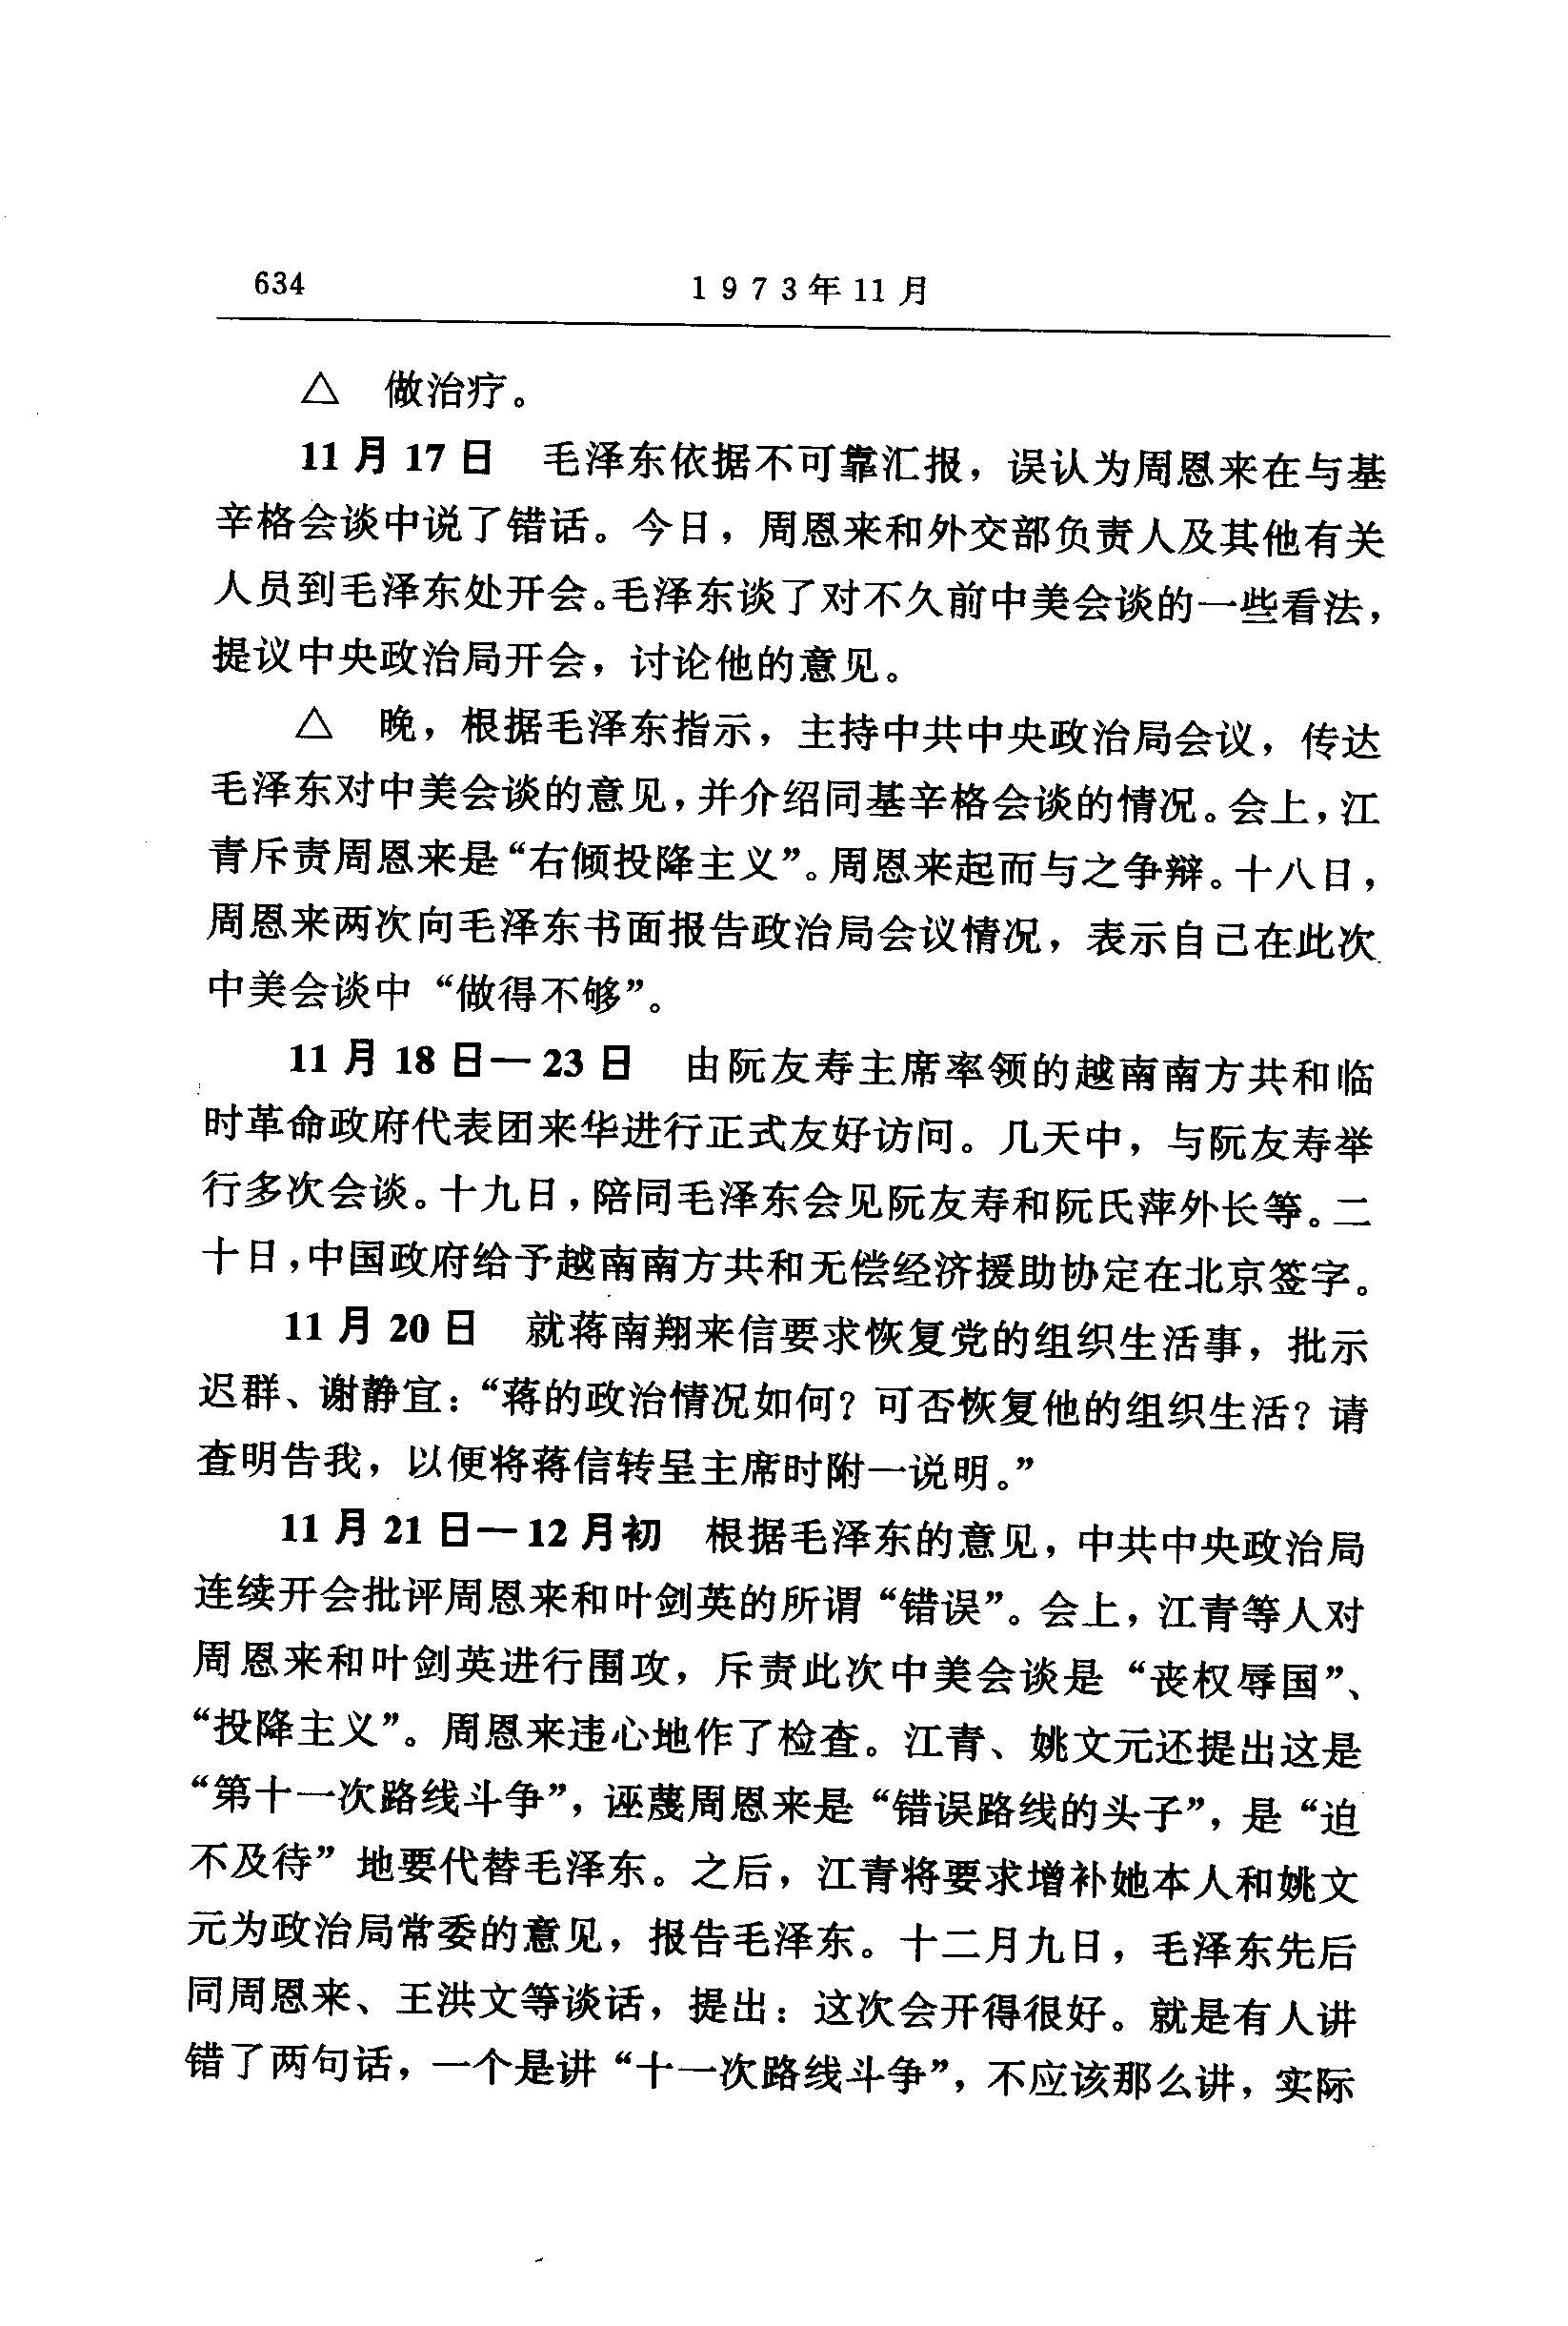 634
1973年11月
△ 做治疗。
11月17日 毛泽东依据不可靠汇报，误认为周恩来在与基
辛格会谈中说了错话。今日，周恩来和外交部负责人及其他有关
人员到毛泽东处开会。毛泽东谈了对不久前中美会谈的一些看法，
提议中央政治局开会，讨论他的意见。
△ 晚，根据毛泽东指示，主持中共中央政治局会议，传达
毛泽东对中美会谈的意见，并介绍同基辛格会谈的情况。会上，江
青斥责周恩来是“右倾投降主义”。周恩来起而与之争辩。十八日，
周恩来两次向毛泽东书面报告政治局会议情况，表示自己在此次
中美会谈中“做得不够”。
11月18日—23日 由阮友寿主席率领的越南南方共和临
时革命政府代表团来华进行正式友好访问。几天中，与阮友寿举
行多次会谈。十九日，陪同毛泽东会见阮友寿和阮氏萍外长等。二
十日，中国政府给予越南南方共和无偿经济援助协定在北京签字。
11月20日 就蒋南翔来信要求恢复党的组织生活事，批示
迟群、谢静宜：“蒋的政治情况如何？可否恢复他的组织生活？请
查明告我，以便将蒋信转呈主席时附一说明。”
11月21日—12月初 根据毛泽东的意见，中共中央政治局
连续开会批评周恩来和叶剑英的所谓“错误”。会上，江青等人对
周恩来和叶剑英进行围攻，斥责此次中美会谈是“丧权辱国”、
“投降主义”。周恩来违心地作了检查。江青、姚文元还提出这是
“第十一次路线斗争”，诬蔑周恩来是“错误路线的头子”，是“迫
不及待”地要代替毛泽东。之后，江青将要求增补她本人和姚文
元为政治局常委的意见，报告毛泽东。十二月九日，毛泽东先后
同周恩来、王洪文等谈话，提出：这次会开得很好。就是有人讲
错了两句话，一个是讲“十一次路线斗争”，不应该那么讲，实际